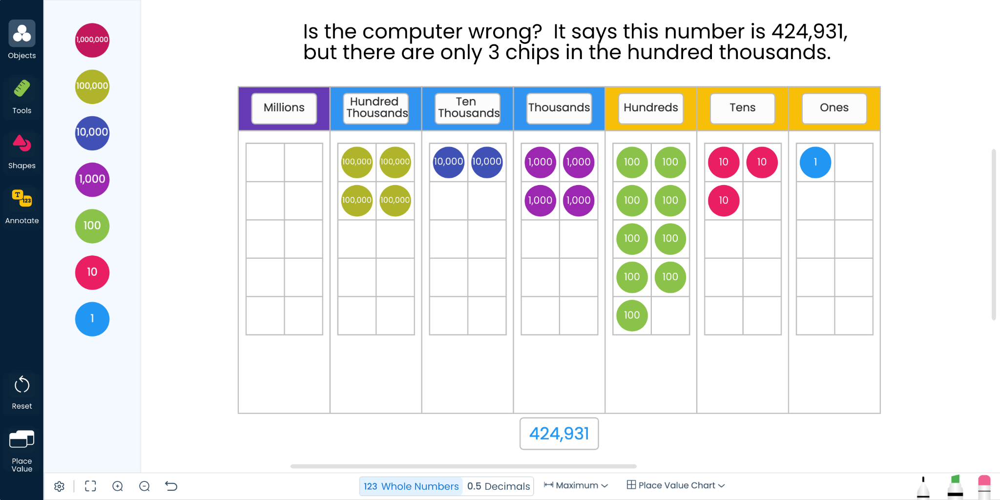 Objects
Tools
Shapes
T
123
Annotate
Reset
Place
Value
1,000,000
100,000
10,000
1,000
100
10
1
Is the computer wrong?  It says this number is 424,931,
but there are only 3 chips in the hundred thousands.
Millions
Hundred
Thousands
Ten
Thousands
Thousands
Hundreds
Tens
Ones
100,000 100,000 10,000 10,000 1,000 1,000 100 100 10 10 1
100,000 100,000 1,000 1,000 100 100 10
100 100
100 100
100
424,931
123 Whole Numbers 0.5 Decimals Maximum Place Value Chart